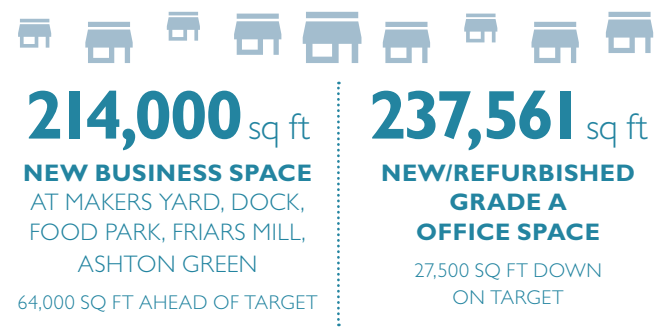 214,000 sq ft
NEW BUSINESS SPACE
AT MAKERS YARD, DOCK,
FOOD PARK, FRIARS MILL,
ASHTON GREEN
64,000 SQ FT AHEAD OF TARGET
237,561 sq ft
NEW/REFURBISHED
GRADE A
OFFICE SPACE
27,500 SQ FT DOWN
ON TARGET